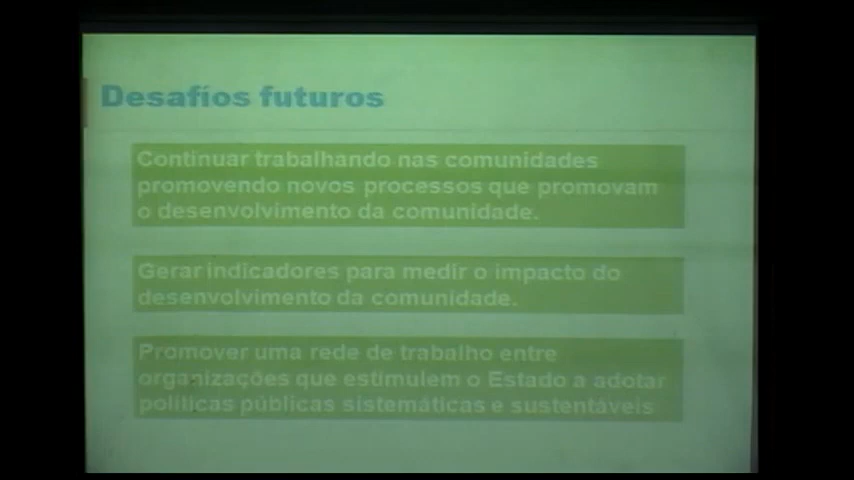 Desafíos futuros
Continuar trabalhando nas comunidades
promovendo novos processos que promovam
o desenvolvimento da comunidade.
Gerar indicadores para medir o impacto do
desenvolvimento da comunidade.
Promover uma rede de trabalho entre
organizações que estimulem o Estado a adotar
políticas públicas sistemáticas e sustentáveis